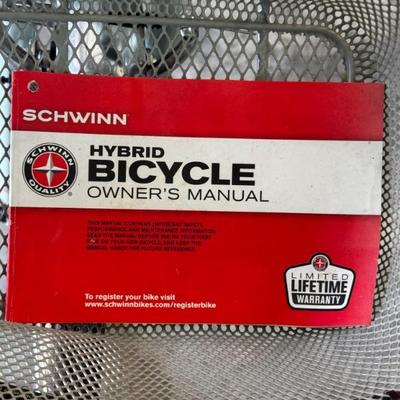 SCHWINN
SCHWINN
QUALITY
HYBRID
BICYCLE
OWNER'S MANUAL
THIS MANUAL CONTAINS IMPORTANT SAFETY,
PERFORMANCE AND MAINTENANCE INFORMATION.
READ THE MANUAL BEFORE TAKING YOUR FIRST
RIDE ON YOUR NEW BICYCLE, AND KEEP THE
MANUAL HANDY FOR FUTURE REFERENCE.
LIMITED
LIFETIME
WARRANTY
To register your bike visit
www.schwinnbikes.com/registerbike